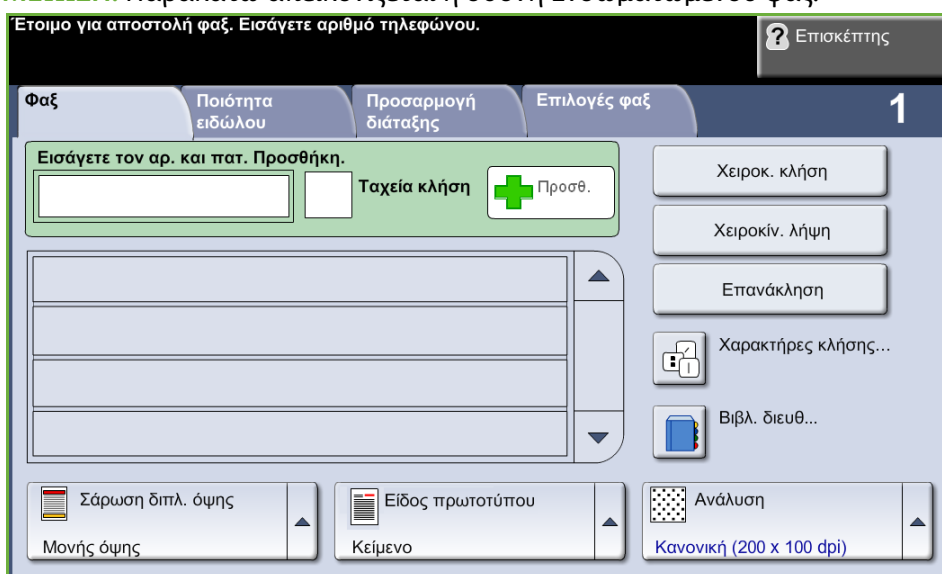 Έτοιμο για αποστολή φαξ. Εισάγετε αριθμό τηλεφώνου.
Επισκέπτης
Φαξ
Ποιότητα
ειδώλου
Προσαρμογή
διάταξης
Επιλογές φαξ
1
Εισάγετε τον αρ. και πατ. Προσθήκη.
Ταχεία κλήση
Προσθ.
Χειροκ. κλήση
Χειροκίν. λήψη
Επανάκληση
Χαρακτήρες κλήσης...
Βιβλ. διευθ...
Σάρωση διπλ. όψης
Μονής όψης
Είδος πρωτοτύπου
Κείμενο
Ανάλυση
Κανονική (200 x 100 dpi)